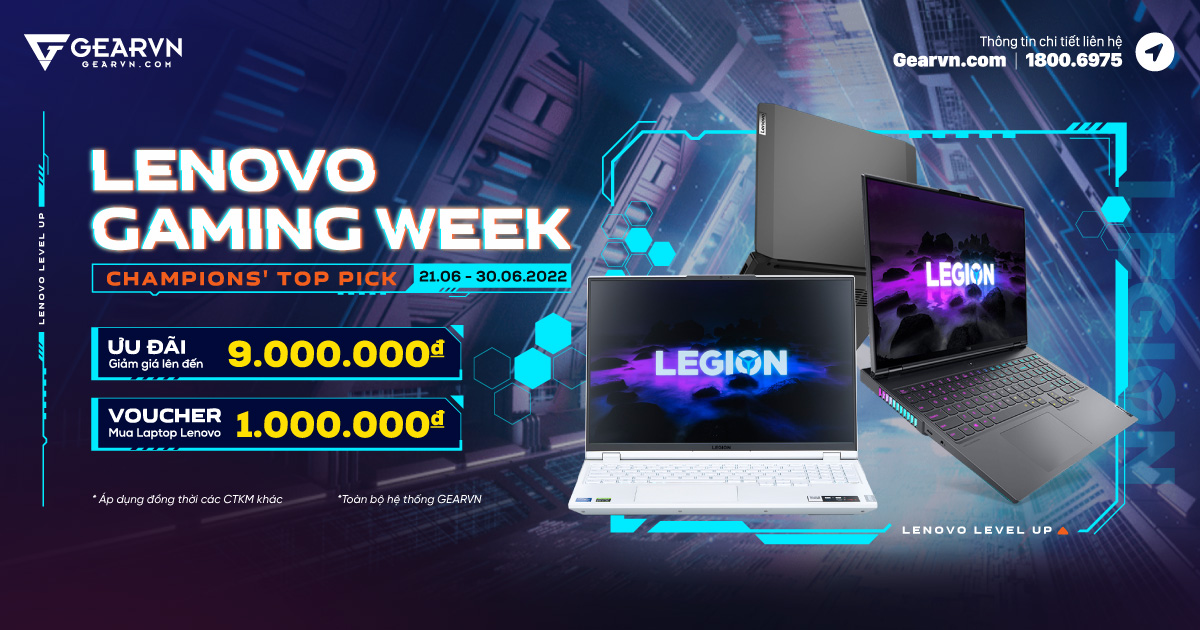 GEARVN
GEARVN.COM
Thông tin chi tiết liên hệ
Gearvn.com | 1800.6975
LENOVO LEVEL UP
LENOVO
GAMING WEEK
CHAMPIONS' TOP PICK 21.06 - 30.06.2022
ƯU ĐÃI
Giảm giá lên đến
9.000.000đ
VOUCHER
Mua Laptop Lenovo
1.000.000đ
* Áp dụng đồng thời các CTKM khác
*Toàn bộ hệ thống GEARVN
Lenovo
LEGION
LEGION
LEGION
LEGION
LENOVO LEVEL UP